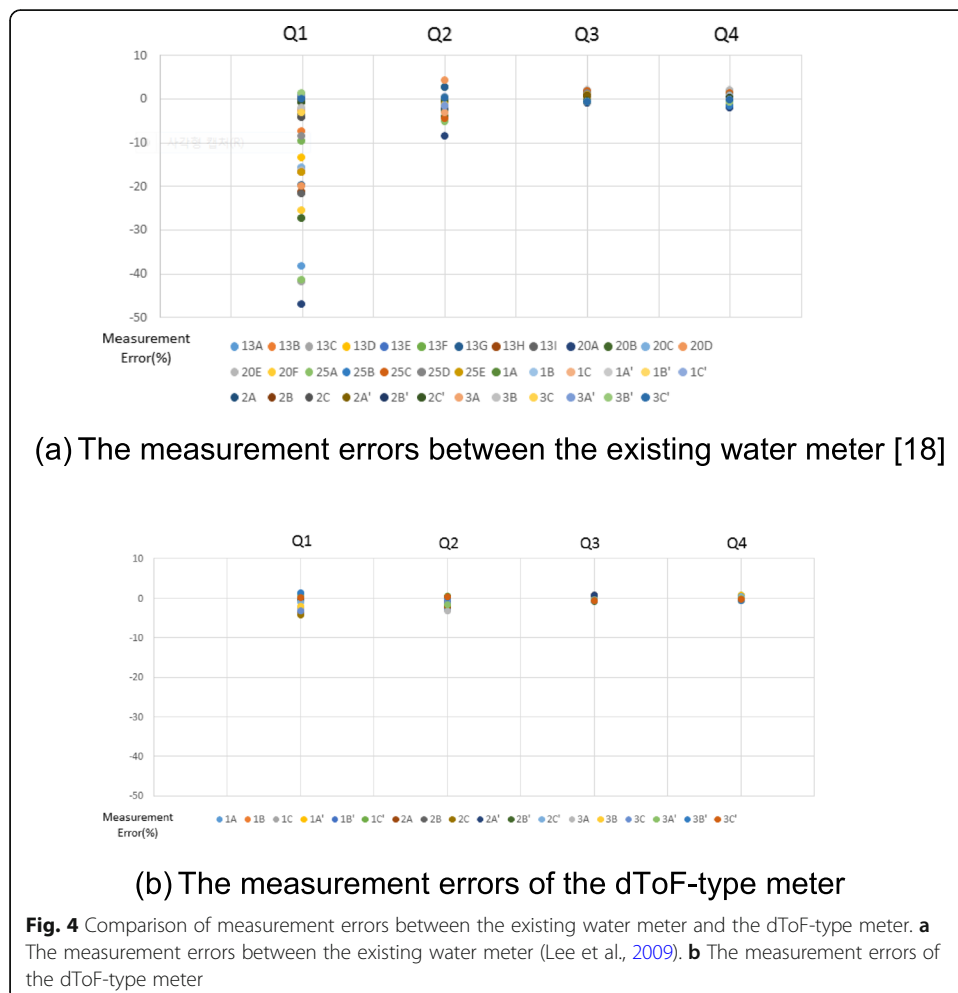 Q1 Q2 Q3 Q4
10
0
사각형 캡처(R)
-10
-20
-30
-40
-50
Measurement
Error(%)
13A 13B 13C 13D 13E 13F 13G 13H 13I 20A 20B 20C 20D
20E 20F 25A 25B 25C 25D 25E 1A 1B 1C 1A' 1B' 1C'
2A 2B 2C 2A' 2B' 2C' 3A 3B 3C 3A' 3B' 3C'
(a) The measurement errors between the existing water meter [18]
Q1 Q2 Q3 Q4
10
0
-10
-20
-30
-40
-50
Measurement
Error(%)
1A 1B 1C 1A' 1B' 1C' 2A 2B 2C 2A' 2B' 2C' 3A 3B 3C 3A' 3B' 3C'
(b) The measurement errors of the dToF-type meter
Fig. 4 Comparison of measurement errors between the existing water meter and the dToF-type meter. a
The measurement errors between the existing water meter (Lee et al., 2009). b The measurement errors of
the dToF-type meter